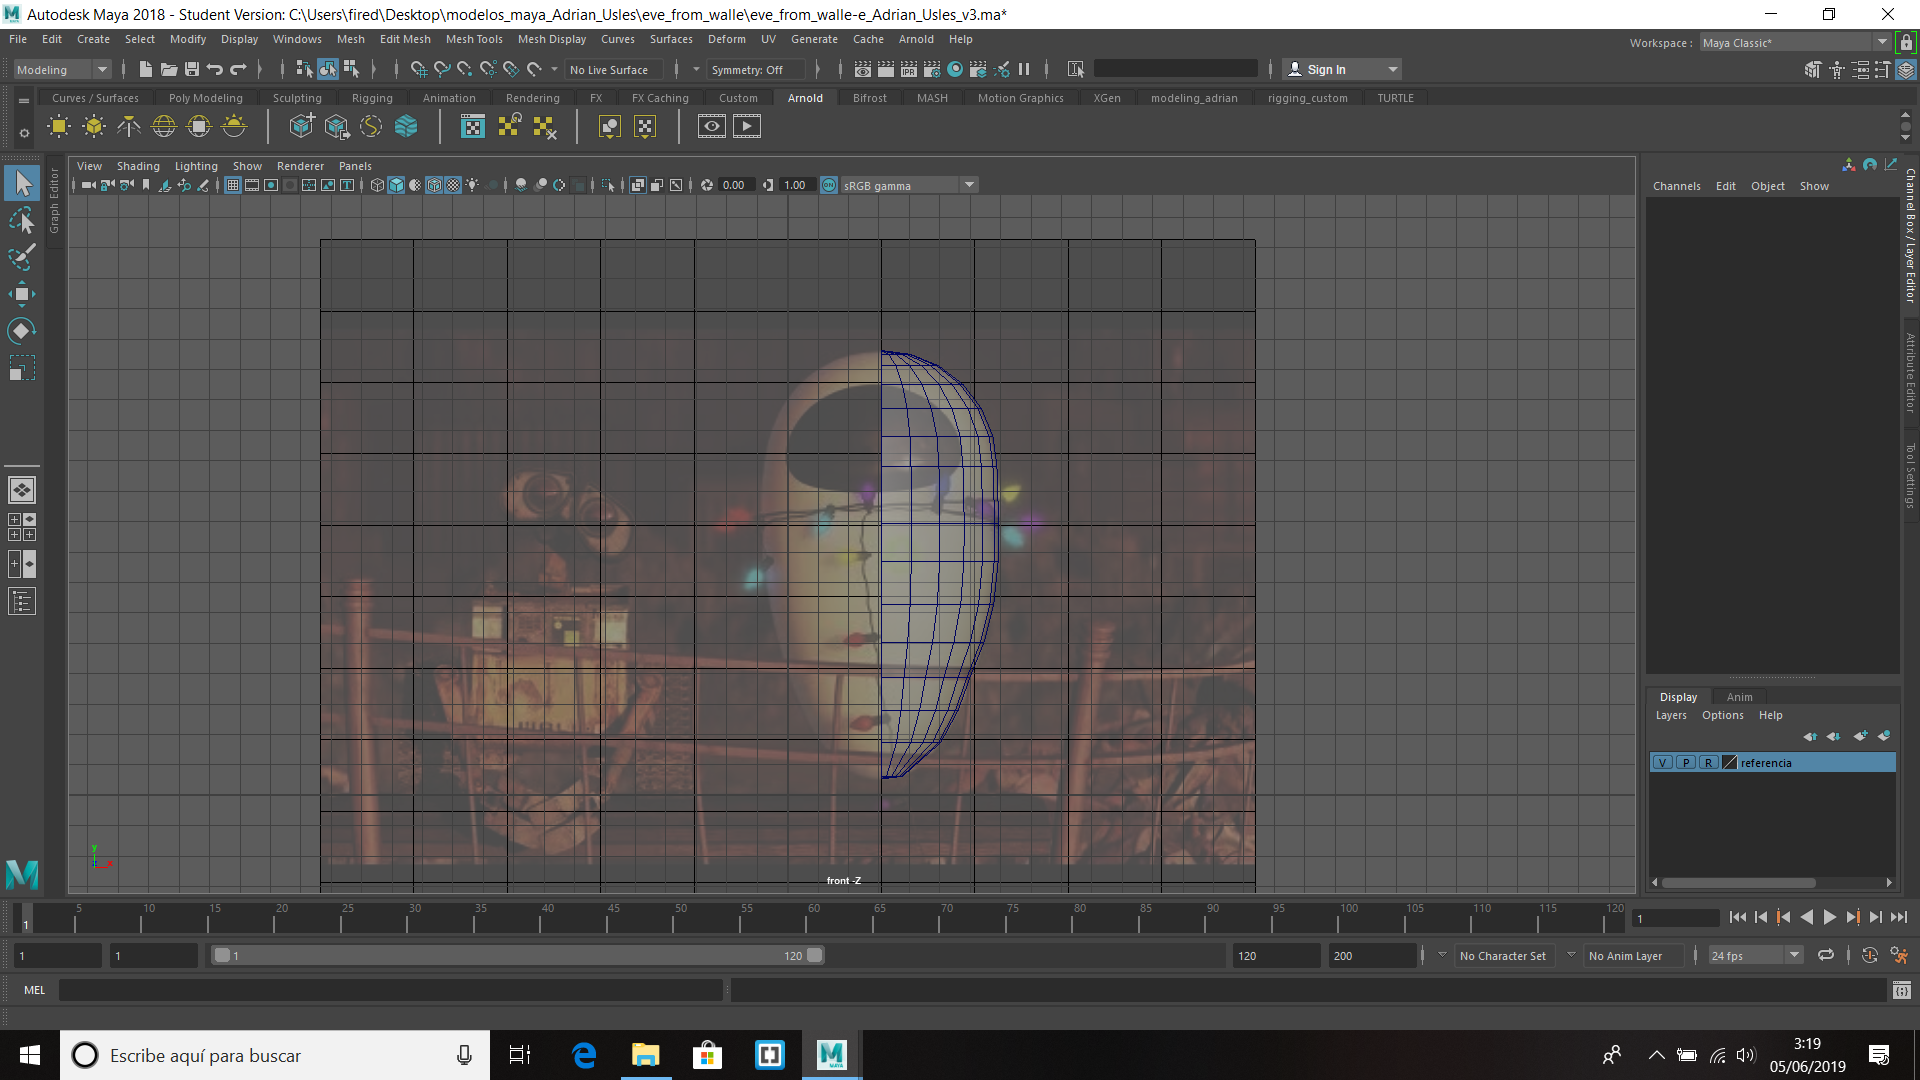 Autodesk Maya 2018 - Student Version: C:\Users\fired\Desktop\modelos_maya_Adrian_Usles\eve_from_walle\eve_from_walle-e_Adrian_Usles_v3.ma*
File Edit Create Select Modify Display Windows Mesh Edit Mesh Mesh Tools Mesh Display Curves Surfaces Deform UV Generate Cache Arnold Help
Workspace : Maya Classic*
Modeling No Live Surface Symmetry: Off IPR Sign In
Curves / Surfaces Poly Modeling Sculpting Rigging Animation Rendering FX FX Caching Custom Arnold Bifrost MASH Motion Graphics XGen modeling_adrian rigging_custom TURTLE
View Shading Lighting Show Renderer Panels
0.00 1.00 ON sRGB gamma
Graph Editor
front -Z
y
Channels Edit Object Show
Channel Box / Layer Editor
Attribute Editor
Tool Settings
Display Anim
Layers Options Help
V P R referencia
1 5 10 15 20 25 30 35 40 45 50 55 60 65 70 75 80 85 90 95 100 105 110 115 120 1
1 1 1 120 120 200 No Character Set No Anim Layer 24 fps
MEL
Escribe aquí para buscar
MAYA
3:19
05/06/2019